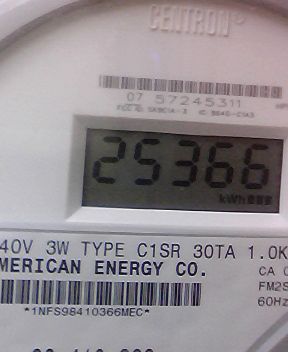 CENTRON®
07 57245311
25366
kWh
40V 3W TYPE C1SR 30TA 1.0K
MERICAN ENERGY CO.
CA 0
FM2S
60Hz
*1NFS98410366MEC*